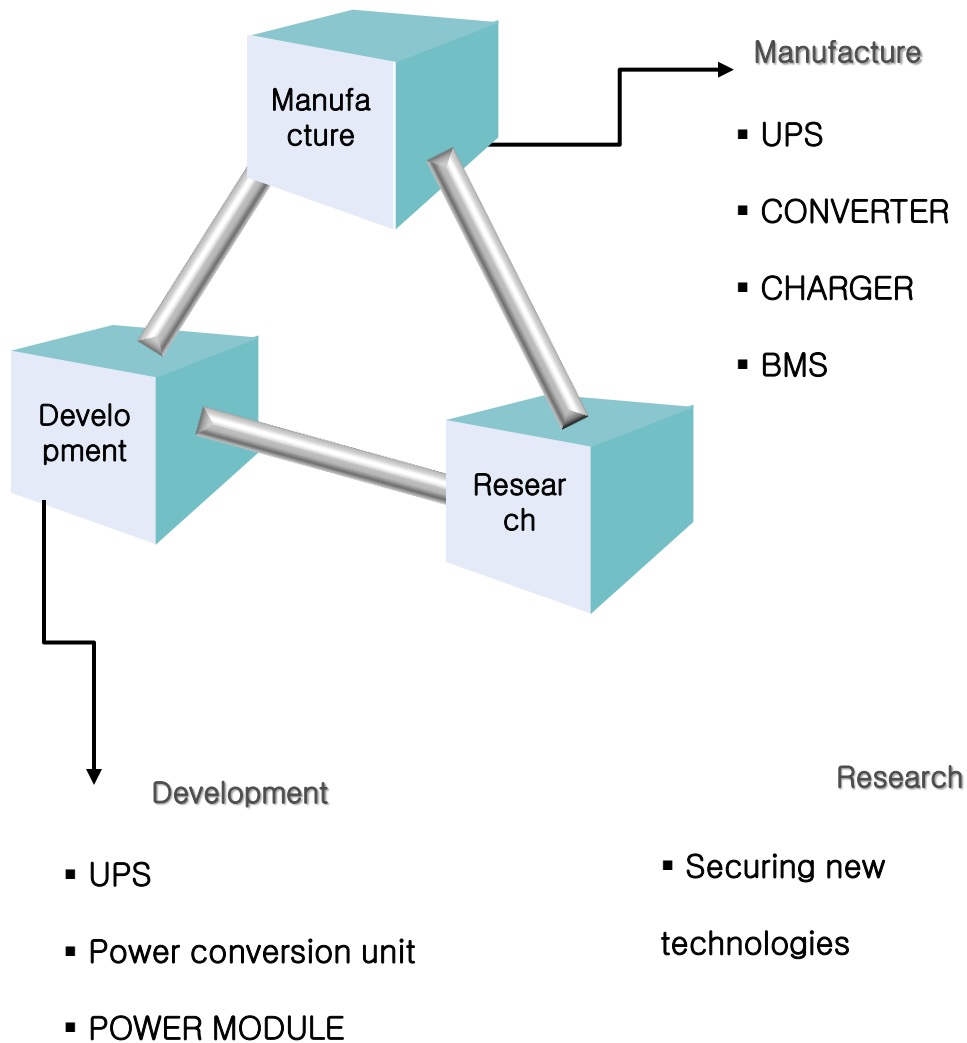 Manufa
cture
Manufacture
▪ UPS
▪ CONVERTER
▪ CHARGER
▪ BMS
Develo
pment
Resear
ch
Development
▪ UPS
▪ Power conversion unit
▪ POWER MODULE
Research
▪ Securing new
technologies